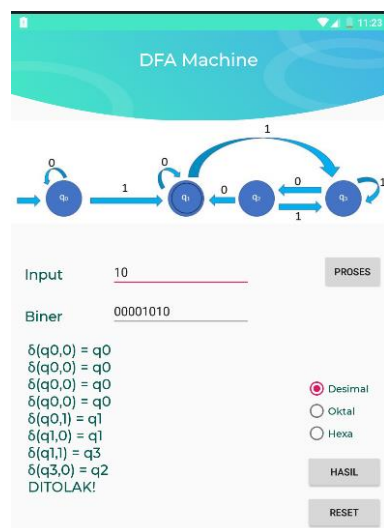 11:23
DFA Machine
1
0
0
0
1
q₀
1
q₁
0
q₂
1
q₃
Input
10
PROSES
Biner
00001010
δ(q0,0) = q0
δ(q0,0) = q0
δ(q0,0) = q0
δ(q0,0) = q0
δ(q0,1) = q1
δ(q1,0) = q1
δ(q1,1) = q3
δ(q3,0) = q2
DITOLAK!
Desimal
Oktal
Hexa
HASIL
RESET